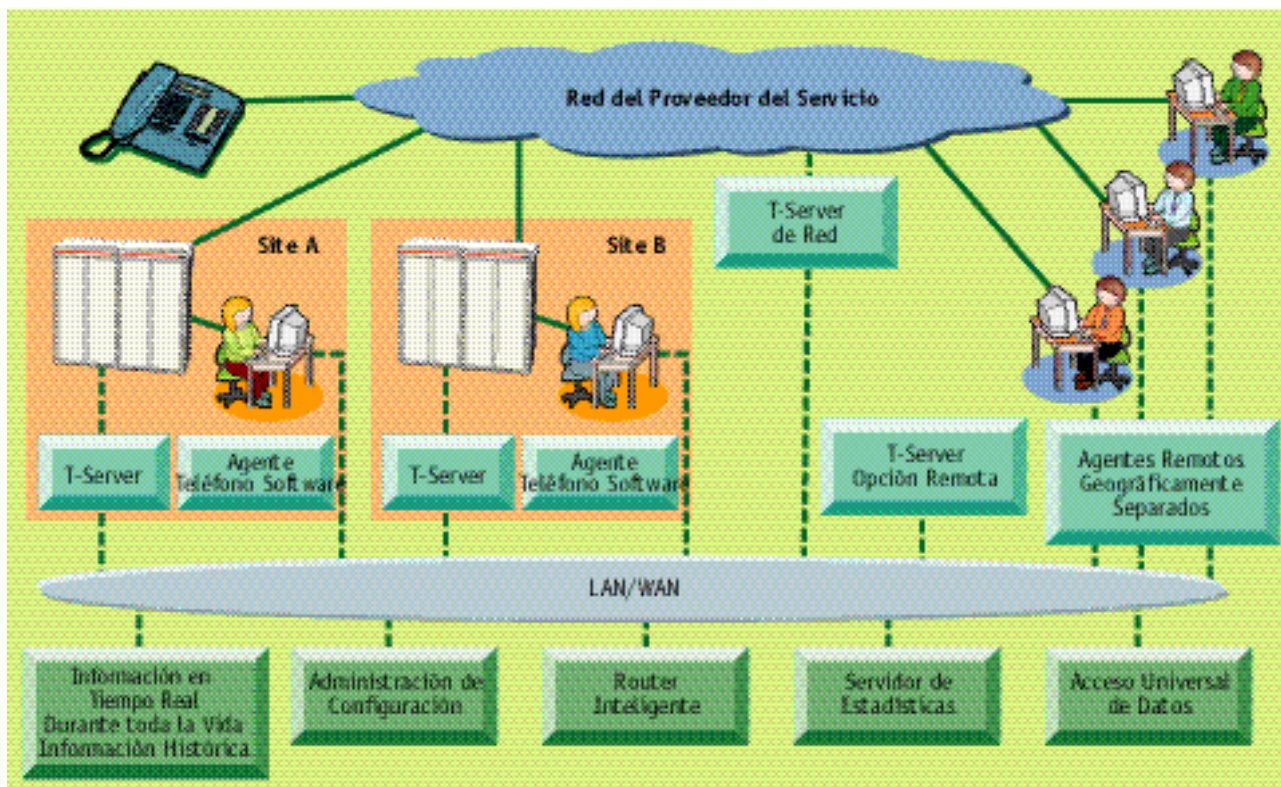 Red del Proveedor del Servicio
Site A
Site B
T-Server
de Red
T-Server
Agente
Teléfono Software
T-Server
Agente
Teléfono Software
T-Server
Opción Remota
Agentes Remotos
Geográficamente
Separados
LAN/WAN
Información en
Tiempo Real
Durante toda la Vida
Información Histórica
Administración de
Configuración
Router
Inteligente
Servidor de
Estadísticas
Acceso Universal
de Datos